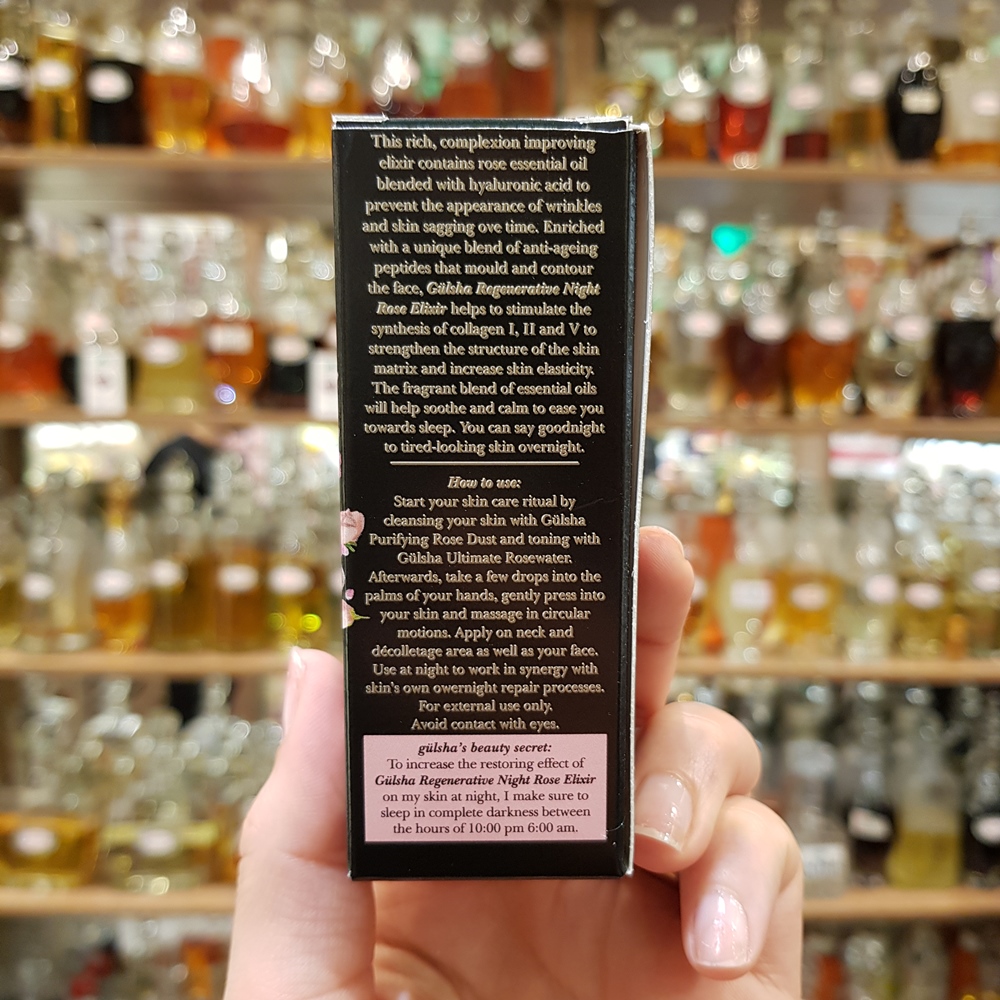 This rich, complexion improving
elixir contains rose essential oil
blended with hyaluronic acid to
prevent the appearance of wrinkles
and skin sagging ove time. Enriched
with a unique blend of anti-ageing
peptides that mould and contour
the face, Gülsha Regenerative Night
Rose Elixir helps to stimulate the
synthesis of collagen I, II and V to
strengthen the structure of the skin
matrix and increase skin elasticity.
The fragrant blend of essential oils
will help soothe and calm to ease you
towards sleep. You can say goodnight
to tired-looking skin overnight.
How to use:
Start your skin care ritual by
cleansing your skin with Gülsha
Purifying Rose Dust and toning with
Gülsha Ultimate Rosewater.
Afterwards, take a few drops into the
palms of your hands, gently press into
your skin and massage in circular
motions. Apply on neck and
décolletage area as well as your face.
Use at night to work in synergy with
skin's own owernight repair processes.
For external use only.
Avoid contact with eyes.
gülsha's beauty secret:
To increase the restoring effect of
Gülsha Regenerative Night Rose Elixir
on my skin at night, I make sure to
sleep in complete darkness between
the hours of 10:00 pm 6:00 am.